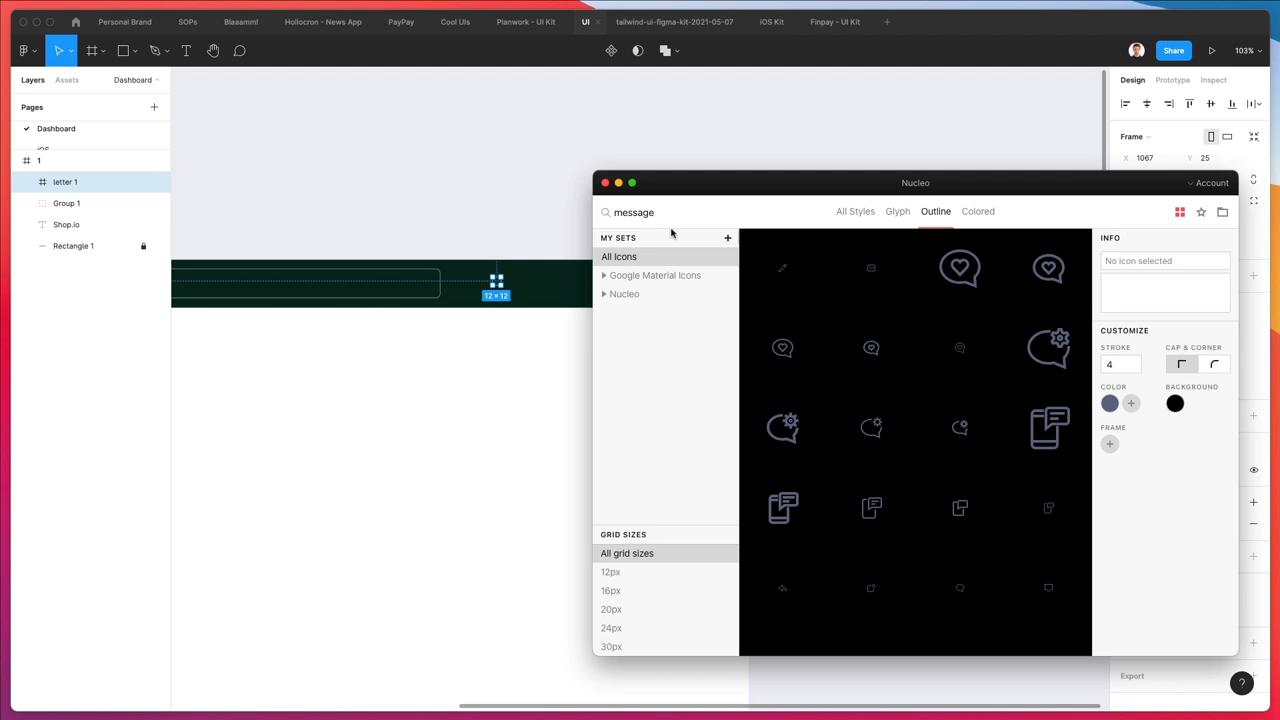 Personal Brand
SOPs
Blaaamm!
Hollocron - News App
PayPay
Cool UIs
Planwork - UI Kit
UI
tailwind-ui-figma-kit-2021-05-07
iOS Kit
Finpay - UI Kit
Share
103%
Layers
Assets
Dashboard
Design
Prototype
Inspect
Pages
Dashboard
1
letter 1
Group 1
Shop.io
Rectangle 1
Frame
X 1067
Y 25
12 × 12
Nucleo
Account
message
All Styles
Glyph
Outline
Colored
MY SETS
All Icons
Google Material Icons
Nucleo
GRID SIZES
All grid sizes
12px
16px
20px
24px
30px
INFO
No icon selected
CUSTOMIZE
STROKE
CAP & CORNER
4
COLOR
BACKGROUND
FRAME
Export
?